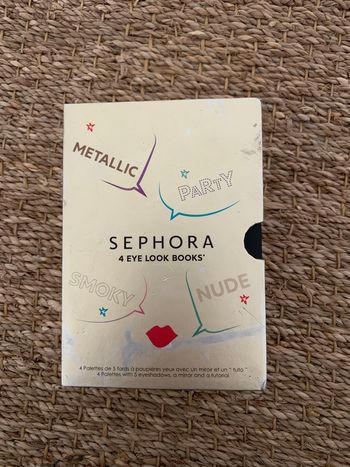 METALLIC
PARTY
SEPHORA
4 EYE LOOK BOOKS*
SMOKY
NUDE
4 Palettes de 5 fards à paupières yeux avec un miroir et un " tuto "
4 Palettes with 5 eyeshadows, a mirror and a tutorial